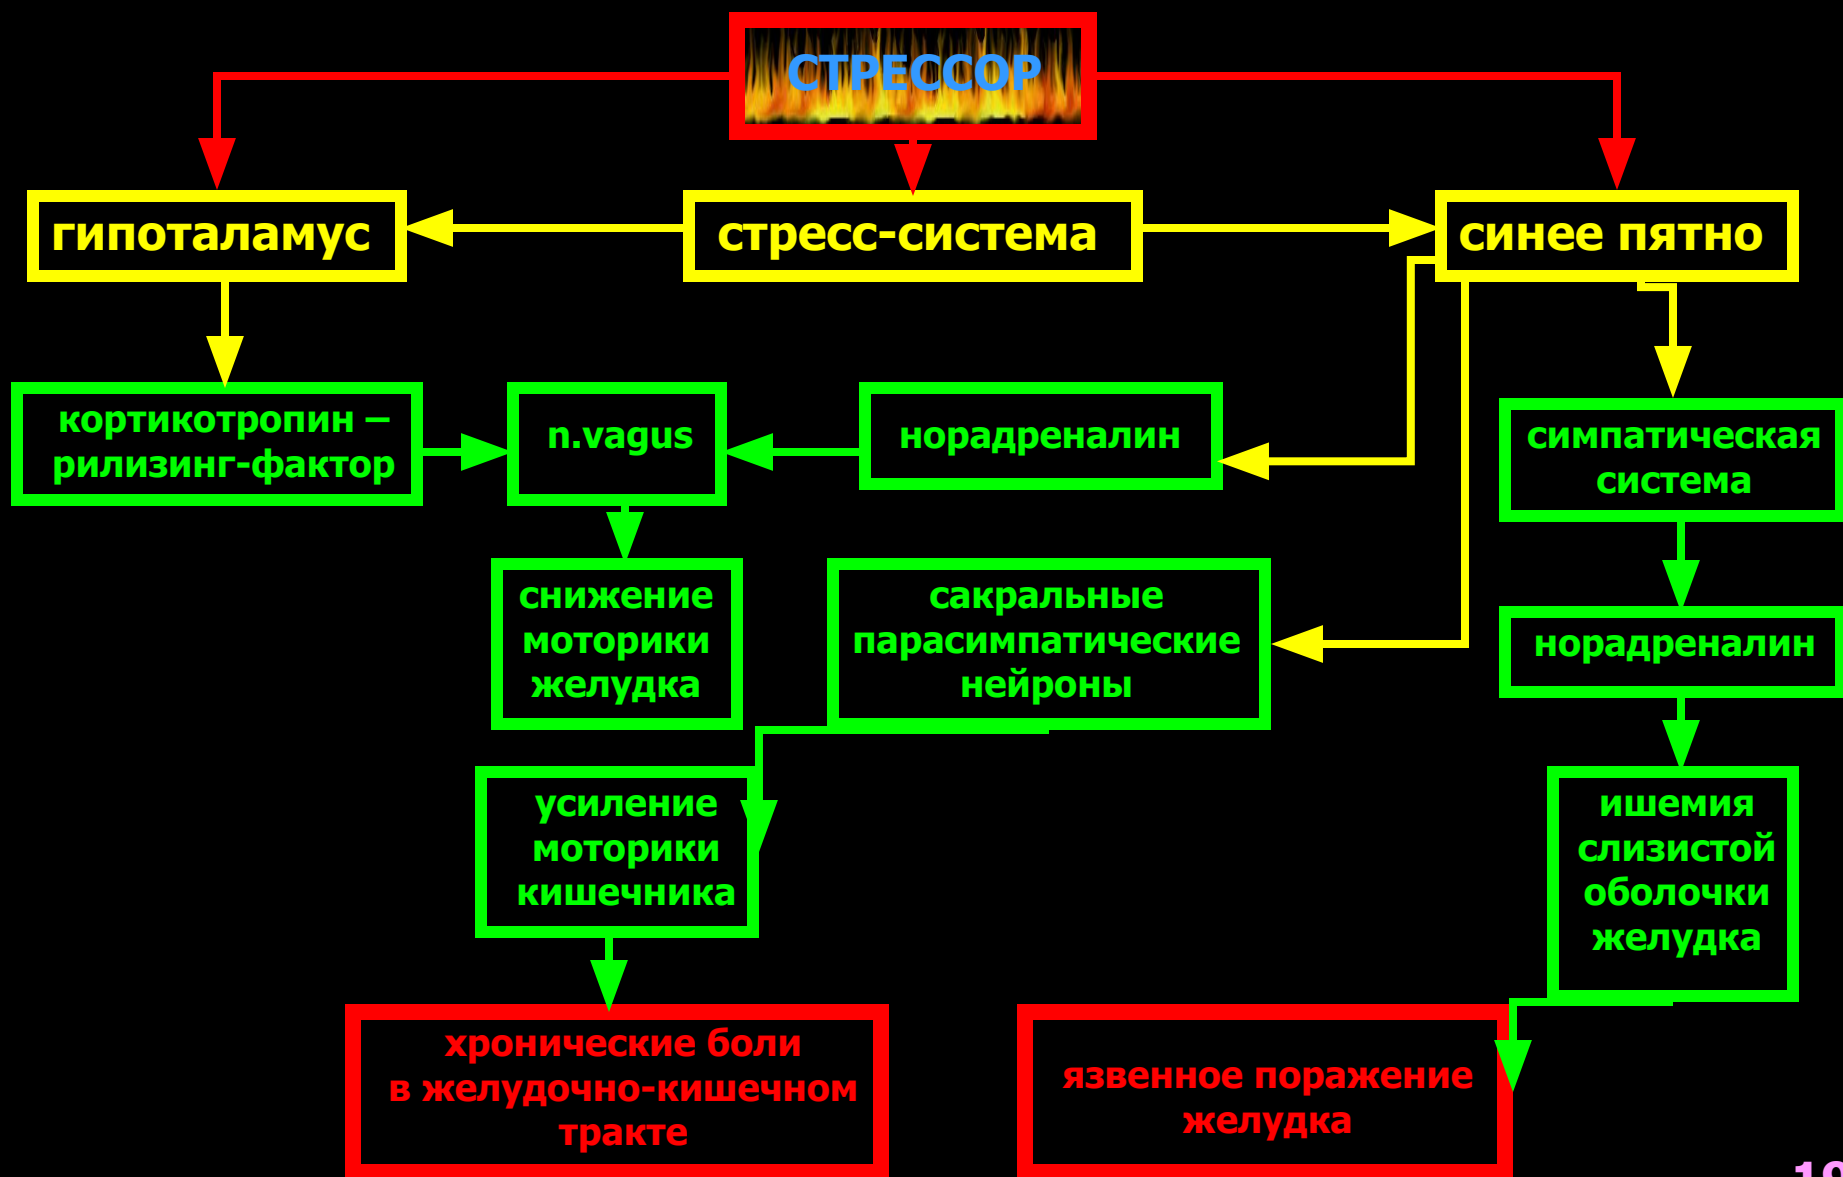 СТРЕССОР
гипоталамус
стресс-система
синее пятно
кортикотропин –
рилизинг-фактор
n.vagus
норадреналин
симпатическая
система
снижение
моторики
желудка
сакральные
парасимпатические
нейроны
норадреналин
усиление
моторики
кишечника
ишемия
слизистой
оболочки
желудка
хронические боли
в желудочно-кишечном
тракте
язвенное поражение
желудка